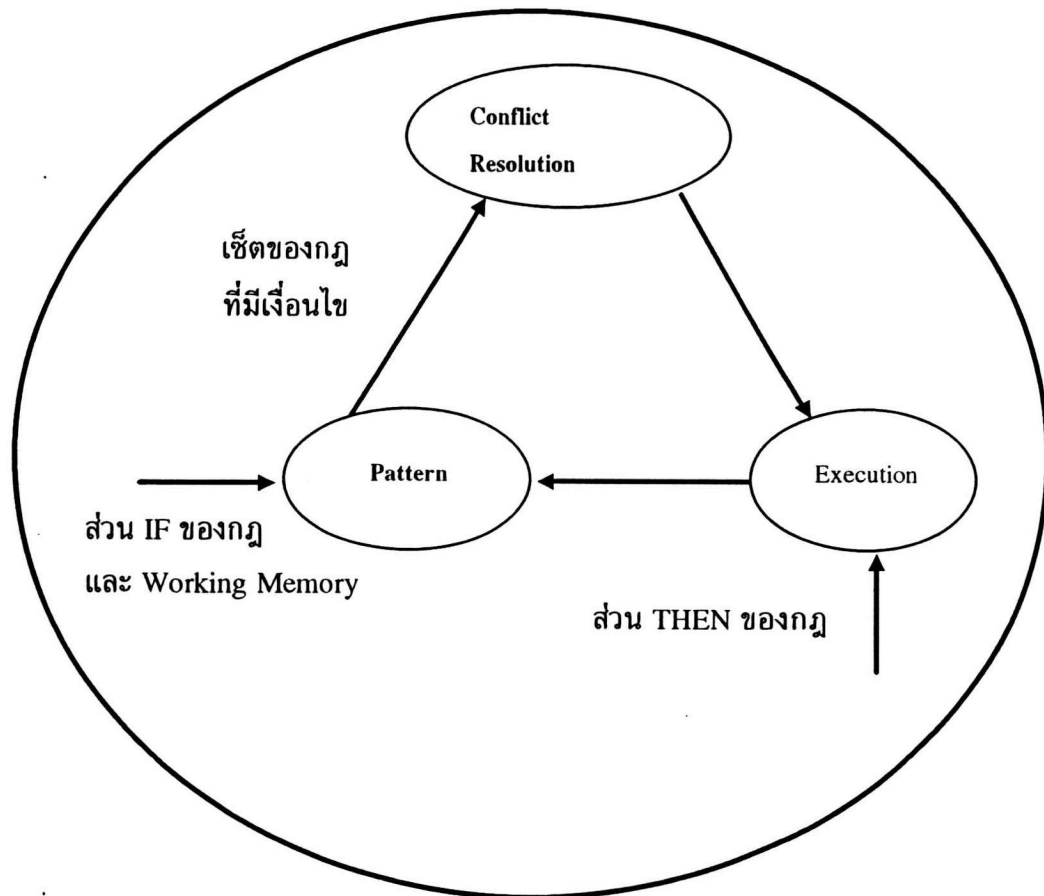 Conflict
Resolution
เซ็ตของกฎ
ที่มีเงื่อนไข
Pattern
Execution
ส่วน IF ของกฎ
และ Working Memory
ส่วน THEN ของกฎ